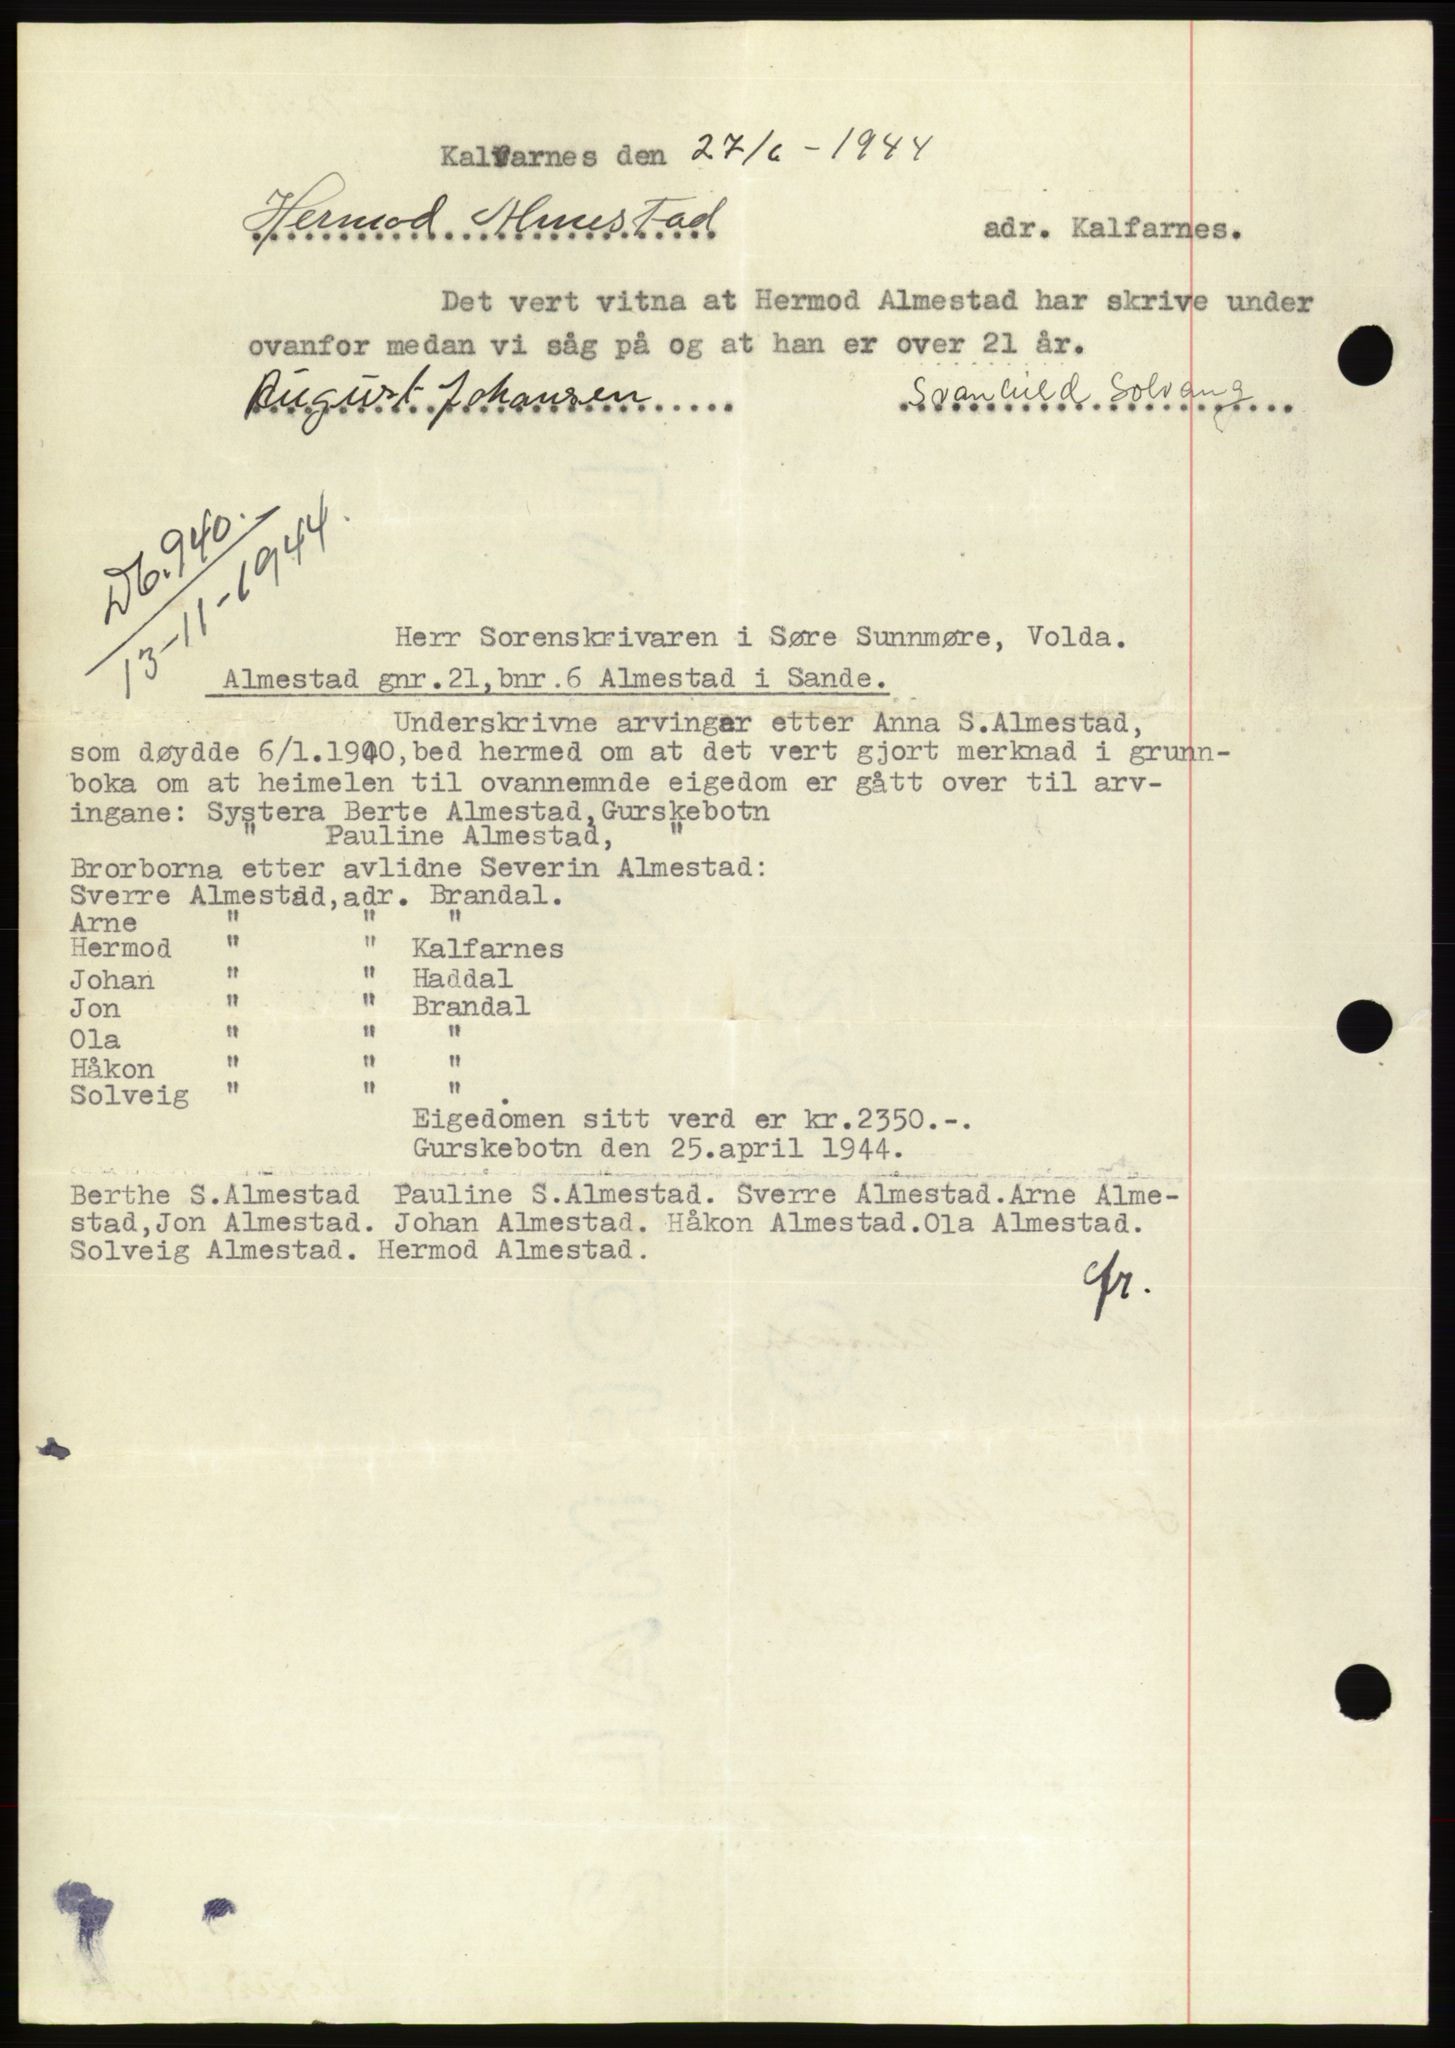 Kalfarnes den 27/6 - 1944
Hermod Almestad adr. Kalfarnes.
Det vert vitna at Hermod Almestad har skrive under
ovanfor medan vi såg på og at han er over 21 år.
August Johansen Svanhild Solvang
Db. 940.
13-11-1944.
Herr Sorenskrivaren i Søre Sunnmøre, Volda.
Almestad gnr.21,bnr.6 Almestad i Sande.
Underskrivne arvingar etter Anna S.Almestad,
som døydde 6/1.1940,bed hermed om at det vert gjort merknad i grunn-
boka om at heimelen til ovannemnde eigedom er gått over til arv-
ingane: Systera Berte Almestad,Gurskebotn
" Pauline Almestad, "
Brorborna etter avlidne Severin Almestad:
Sverre Almestad,adr. Brandal.
Arne " " "
Hermod " " Kalfarnes
Johan " " Haddal
Jon " " Brandal
Ola " " "
Håkon " " "
Solveig " " " .
Eigedomen sitt verd er kr.2350.-.
Gurskebotn den 25.april 1944.
Berthe S.Almestad Pauline S.Almestad. Sverre Almestad.Arne Alme-
stad,Jon Almestad. Johan Almestad. Håkon Almestad.Ola Almestad.
Solveig Almestad. Hermod Almestad.